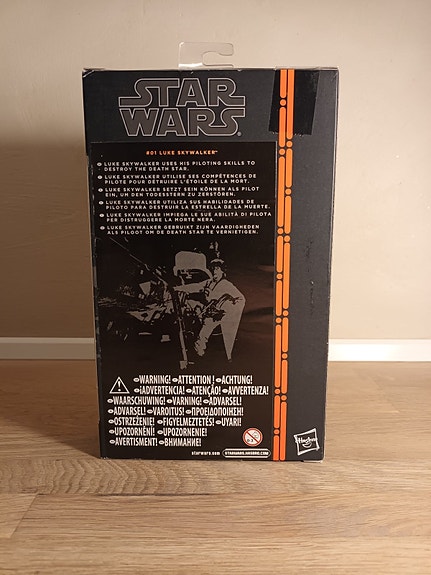 STAR
WARS®
#01 LUKE SKYWALKER™
LUKE SKYWALKER USES HIS PILOTING SKILLS TO
DESTROY THE DEATH STAR.
LUKE SKYWALKER UTILISE SES COMPÉTENCES DE
PILOTE POUR DÉTRUIRE L'ÉTOILE DE LA MORT.
LUKE SKYWALKER SETZT SEIN KÖNNEN ALS PILOT
EIN, UM DEN TODESSTERN ZU ZERSTÖREN.
LUKE SKYWALKER UTILIZA SUS HABILIDADES DE
PILOTO PARA DESTRUIR LA ESTRELLA DE LA MUERTE.
LUKE SKYWALKER IMPIEGA LE SUE ABILITÀ DI PILOTA
PER DISTRUGGERE LA MORTE NERA.
LUKE SKYWALKER GEBRUIKT ZIJN VAARDIGHEDEN
ALS PILOOT OM DE DEATH STAR TE VERNIETIGEN.
WARNING! ATTENTION! ACHTUNG!
¡ADVERTENCIA! ATENÇÃO! AVVERTENZA!
WAARSCHUWING! VARNING! ADVARSEL!
ADVARSEL! VAROITUS! ΠΡΟΕΙΔΟΠΟΙΗΣΗ!
OSTRZEŻENIE! FIGYELMEZTETÉS! UYARI!
UPOZORNĚNÍ! UPOZORNENIE!
AVERTISMENT! ВНИМАНИЕ!
starwars.com STARWARS.HASBRO.COM
0-3
Hasbro